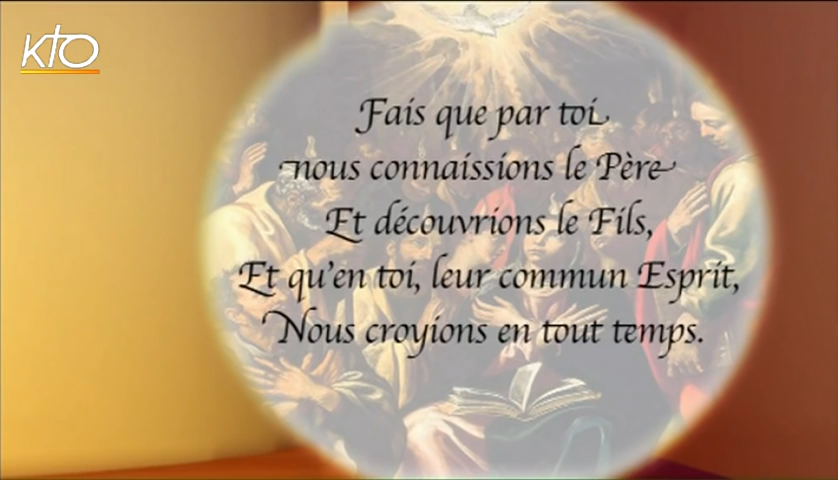 KTO
Fais que par toi
nous connaissions le Père
Et découvrions le Fils,
Et qu'en toi, leur commun Esprit,
Nous croyions en tout temps.